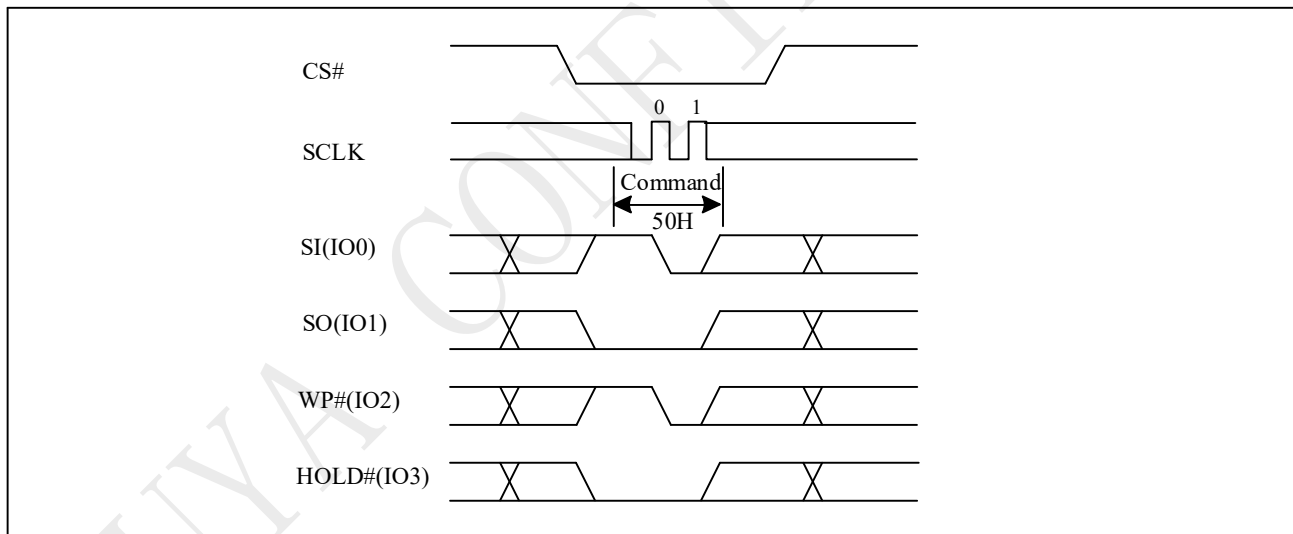 CS#
0 1
SCLK
Command
50H
SI(IO0)
SO(IO1)
WP#(IO2)
HOLD#(IO3)